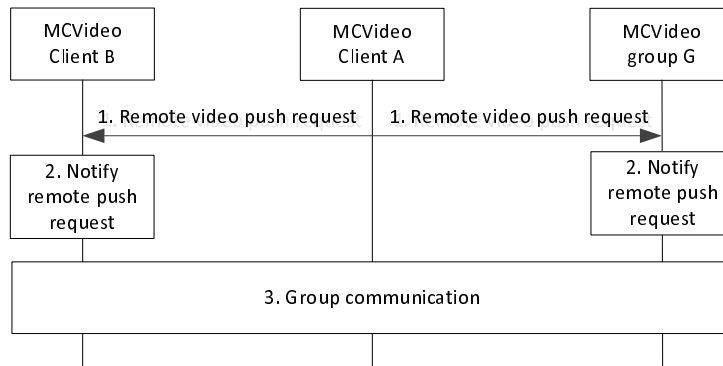 MCVideo
Client B
MCVideo
Client A
MCVideo
group G
1. Remote video push request
1. Remote video push request
2. Notify
remote push
request
2. Notify
remote push
request
3. Group communication